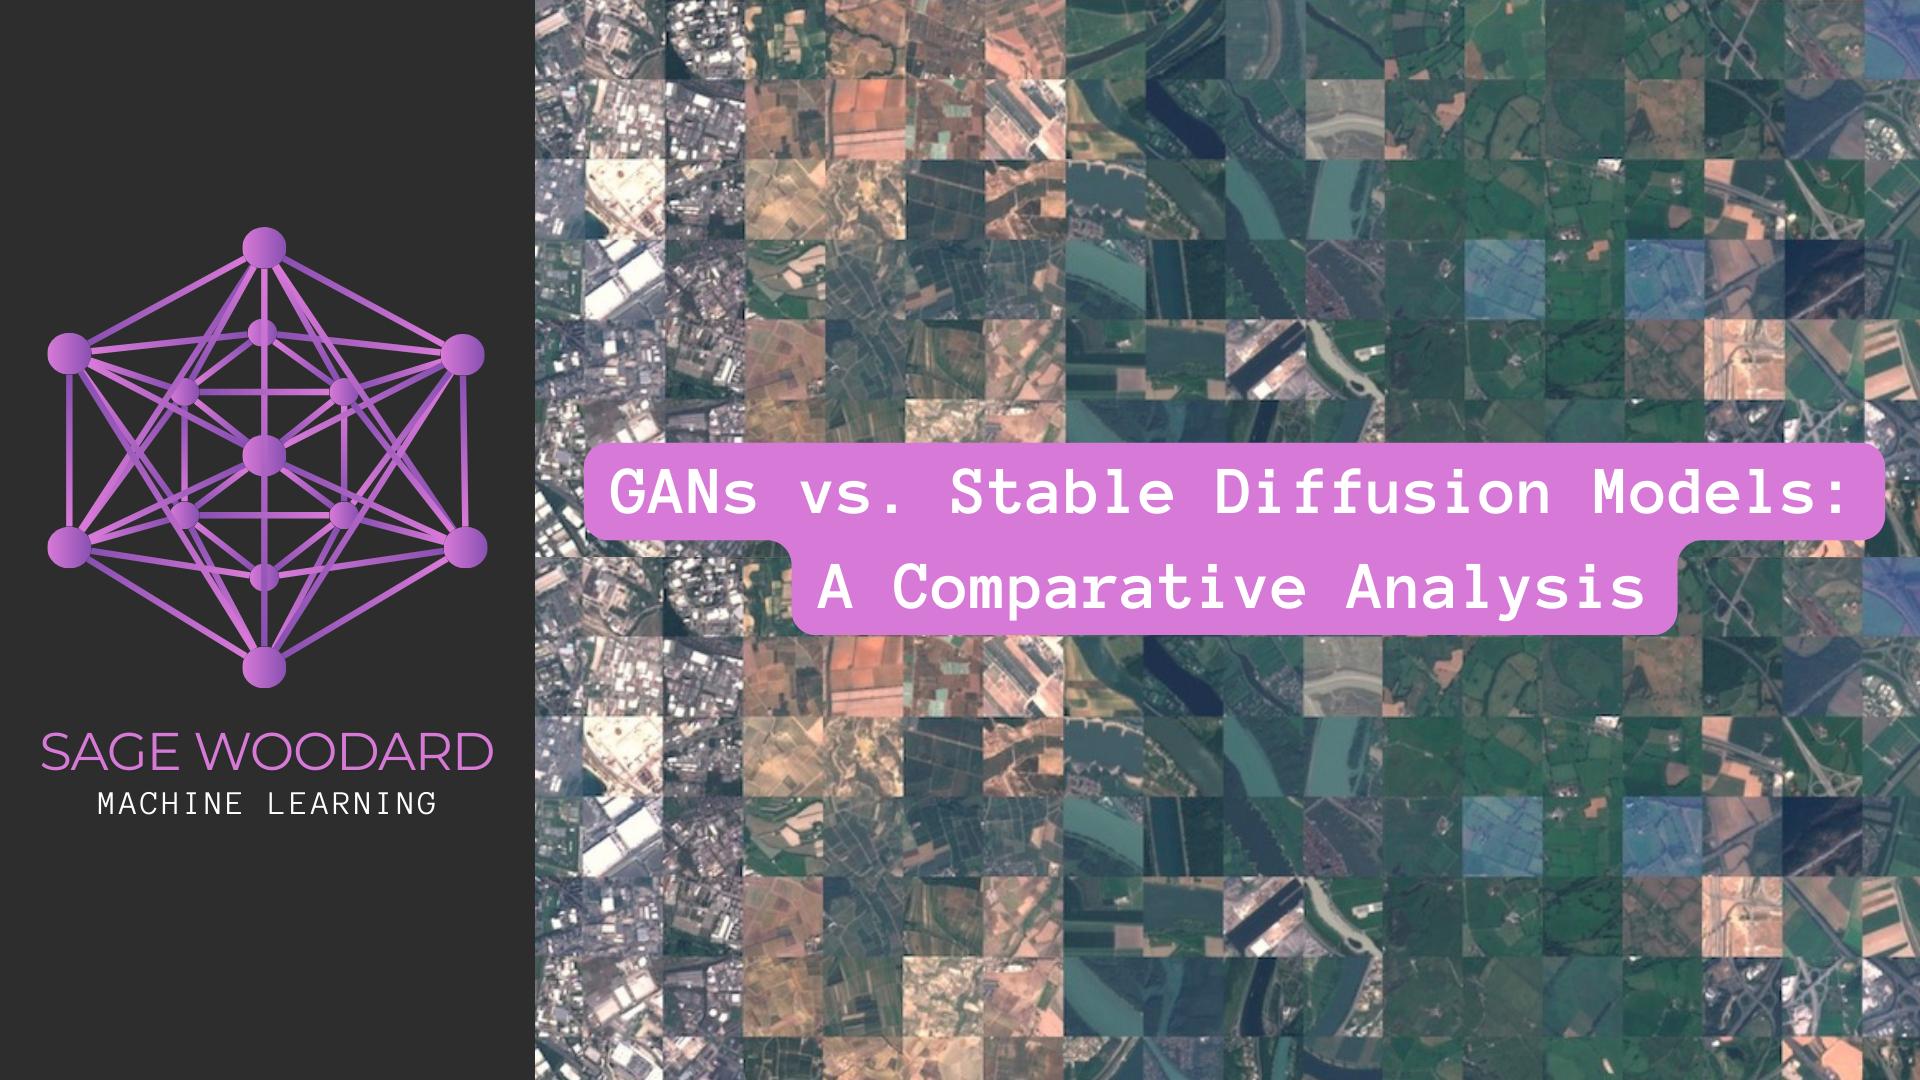 SAGE WOODARD
MACHINE LEARNING
GANs vs. Stable Diffusion Models:
A Comparative Analysis